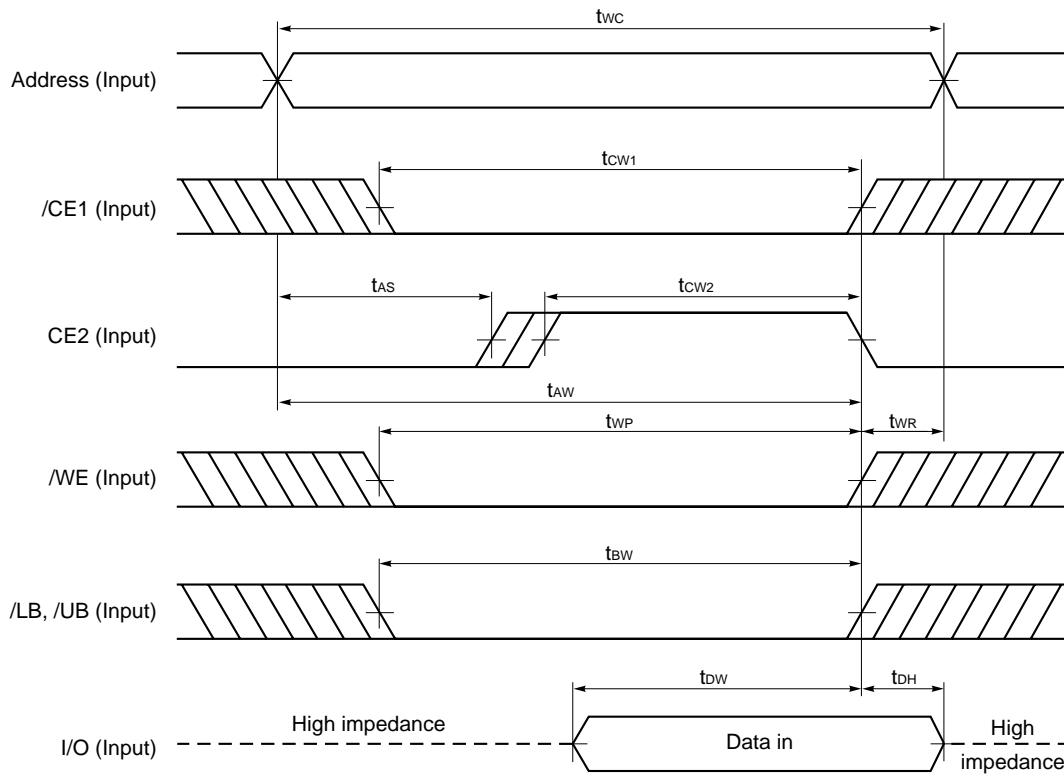 tWC
Address (Input)
tCW1
/CE1 (Input)
tAS
tCW2
CE2 (Input)
tAW
tWP
tWR
/WE (Input)
tBW
/LB, /UB (Input)
tDW
tDH
High impedance
Data in
High
impedance
I/O (Input)